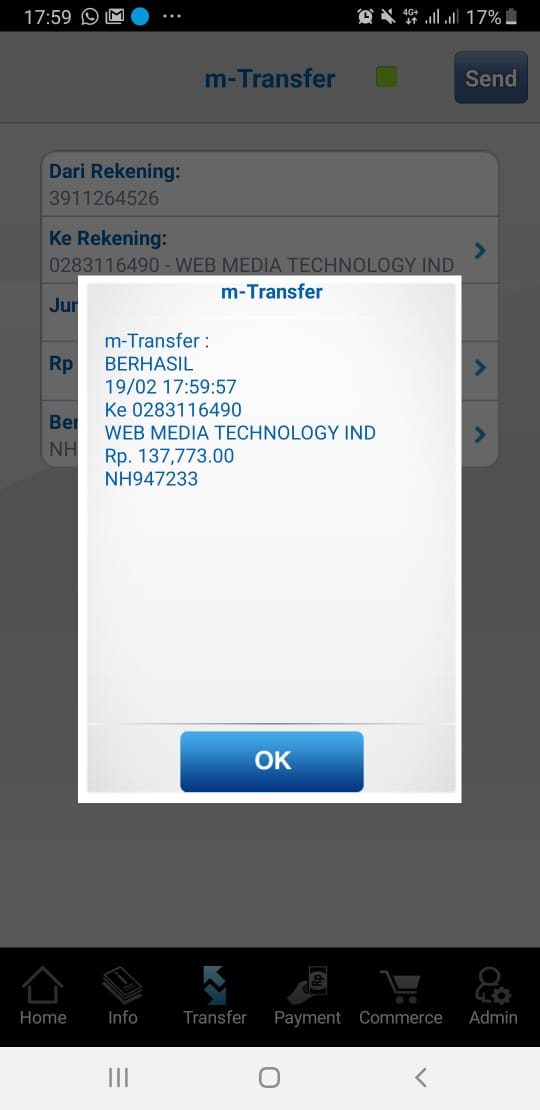 17:59
4G+
17%
m-Transfer
Send
Dari Rekening:
3911264526
Ke Rekening:
0283116490 - WEB MEDIA TECHNOLOGY IND
Jur
Rp
Ber
NH
m-Transfer
m-Transfer :
BERHASIL
19/02 17:59:57
Ke 0283116490
WEB MEDIA TECHNOLOGY IND
Rp. 137,773.00
NH947233
OK
Home Info Transfer Payment Commerce Admin